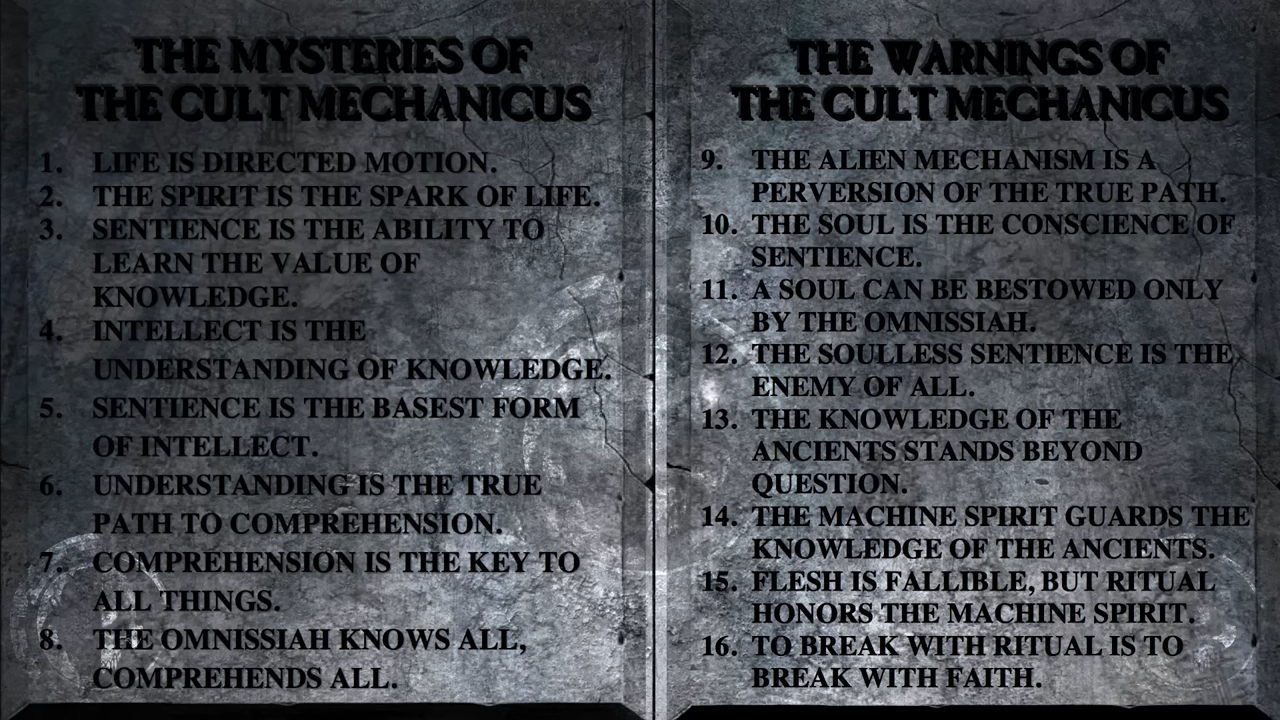 THE MYSTERIES OF
THE CULT MECHANICUS
1. LIFE IS DIRECTED MOTION.
2. THE SPIRIT IS THE SPARK OF LIFE.
3. SENTIENCE IS THE ABILITY TO
LEARN THE VALUE OF
KNOWLEDGE.
4. INTELLECT IS THE
UNDERSTANDING OF KNOWLEDGE.
5. SENTIENCE IS THE BASEST FORM
OF INTELLECT.
6. UNDERSTANDING IS THE TRUE
PATH TO COMPREHENSION.
7. COMPREHENSION IS THE KEY TO
ALL THINGS.
8. THE OMNISSIAH KNOWS ALL,
COMPREHENDS ALL.
THE WARNINGS OF
THE CULT MECHANICUS
9. THE ALIEN MECHANISM IS A
PERVERSION OF THE TRUE PATH.
10. THE SOUL IS THE CONSCIENCE OF
SENTIENCE.
11. A SOUL CAN BE BESTOWED ONLY
BY THE OMNISSIAH.
12. THE SOULLESS SENTIENCE IS THE
ENEMY OF ALL.
13. THE KNOWLEDGE OF THE
ANCIENTS STANDS BEYOND
QUESTION.
14. THE MACHINE SPIRIT GUARDS THE
KNOWLEDGE OF THE ANCIENTS.
15. FLESH IS FALLIBLE, BUT RITUAL
HONORS THE MACHINE SPIRIT.
16. TO BREAK WITH RITUAL IS TO
BREAK WITH FAITH.